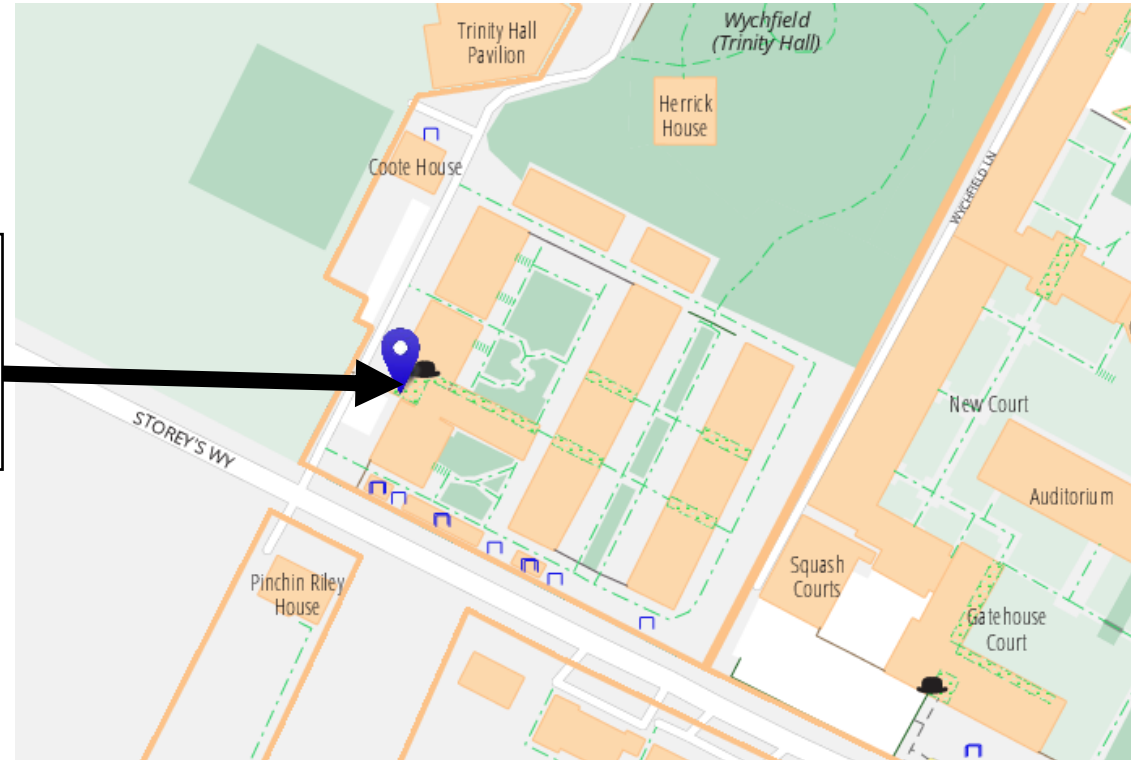 Trinity Hall
Pavilion
Wychfield
(Trinity Hall)
Herrick
House
Coote House
WYCHFIELD LN
STOREY'S WY
New Court
Auditorium
Squash
Courts
Pinchin Riley
House
Gatehouse
Court